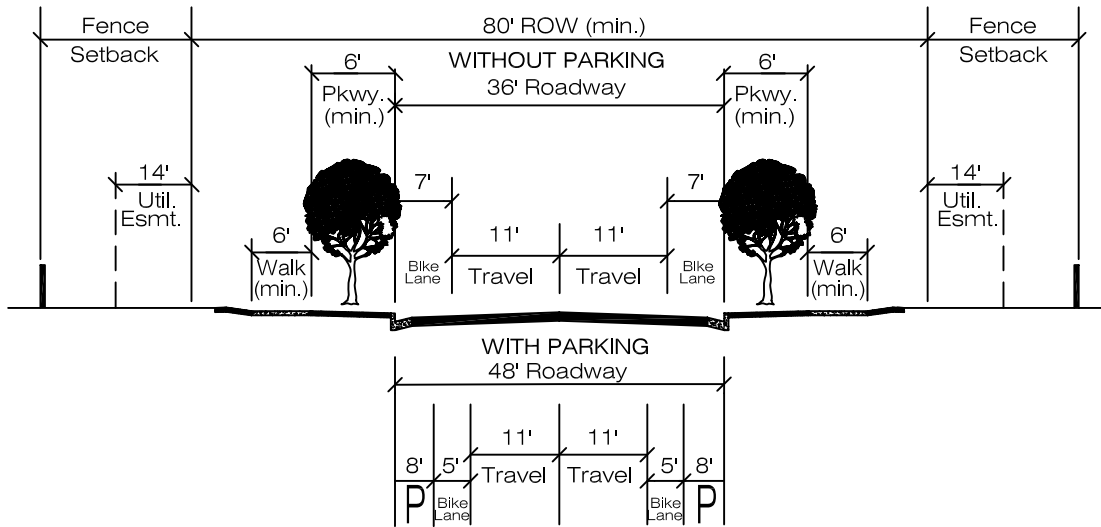 Fence 80' ROW (min.) Fence
Setback Setback
WITHOUT PARKING
6' 36' Roadway 6'
Pkwy. Pkwy.
(min.) (min.)
14' 7' 7' 14'
Util. Util.
Esmt. Esmt.
6' 11' 11' 6'
Walk Bike Travel Travel Bike Walk
(min.) Lane Lane (min.)
WITH PARKING
48' Roadway
11' 11'
8' 5' Travel Travel 5' 8'
P Bike Bike P
Lane Lane